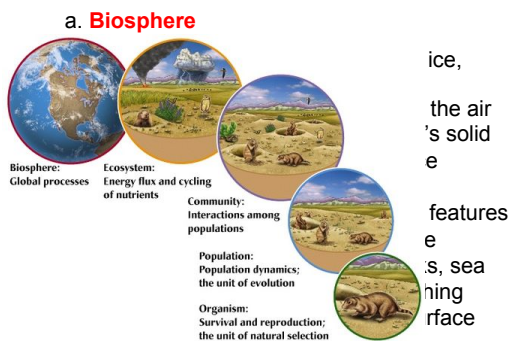 a. Biosphere
ice,
the air
's solid
e
features
e
s, sea
hing
rface
Biosphere:
Global processes
Ecosystem:
Energy flux and cycling
of nutrients
Community:
Interactions among
populations
Population:
Population dynamics;
the unit of evolution
Organism:
Survival and reproduction;
the unit of natural selection